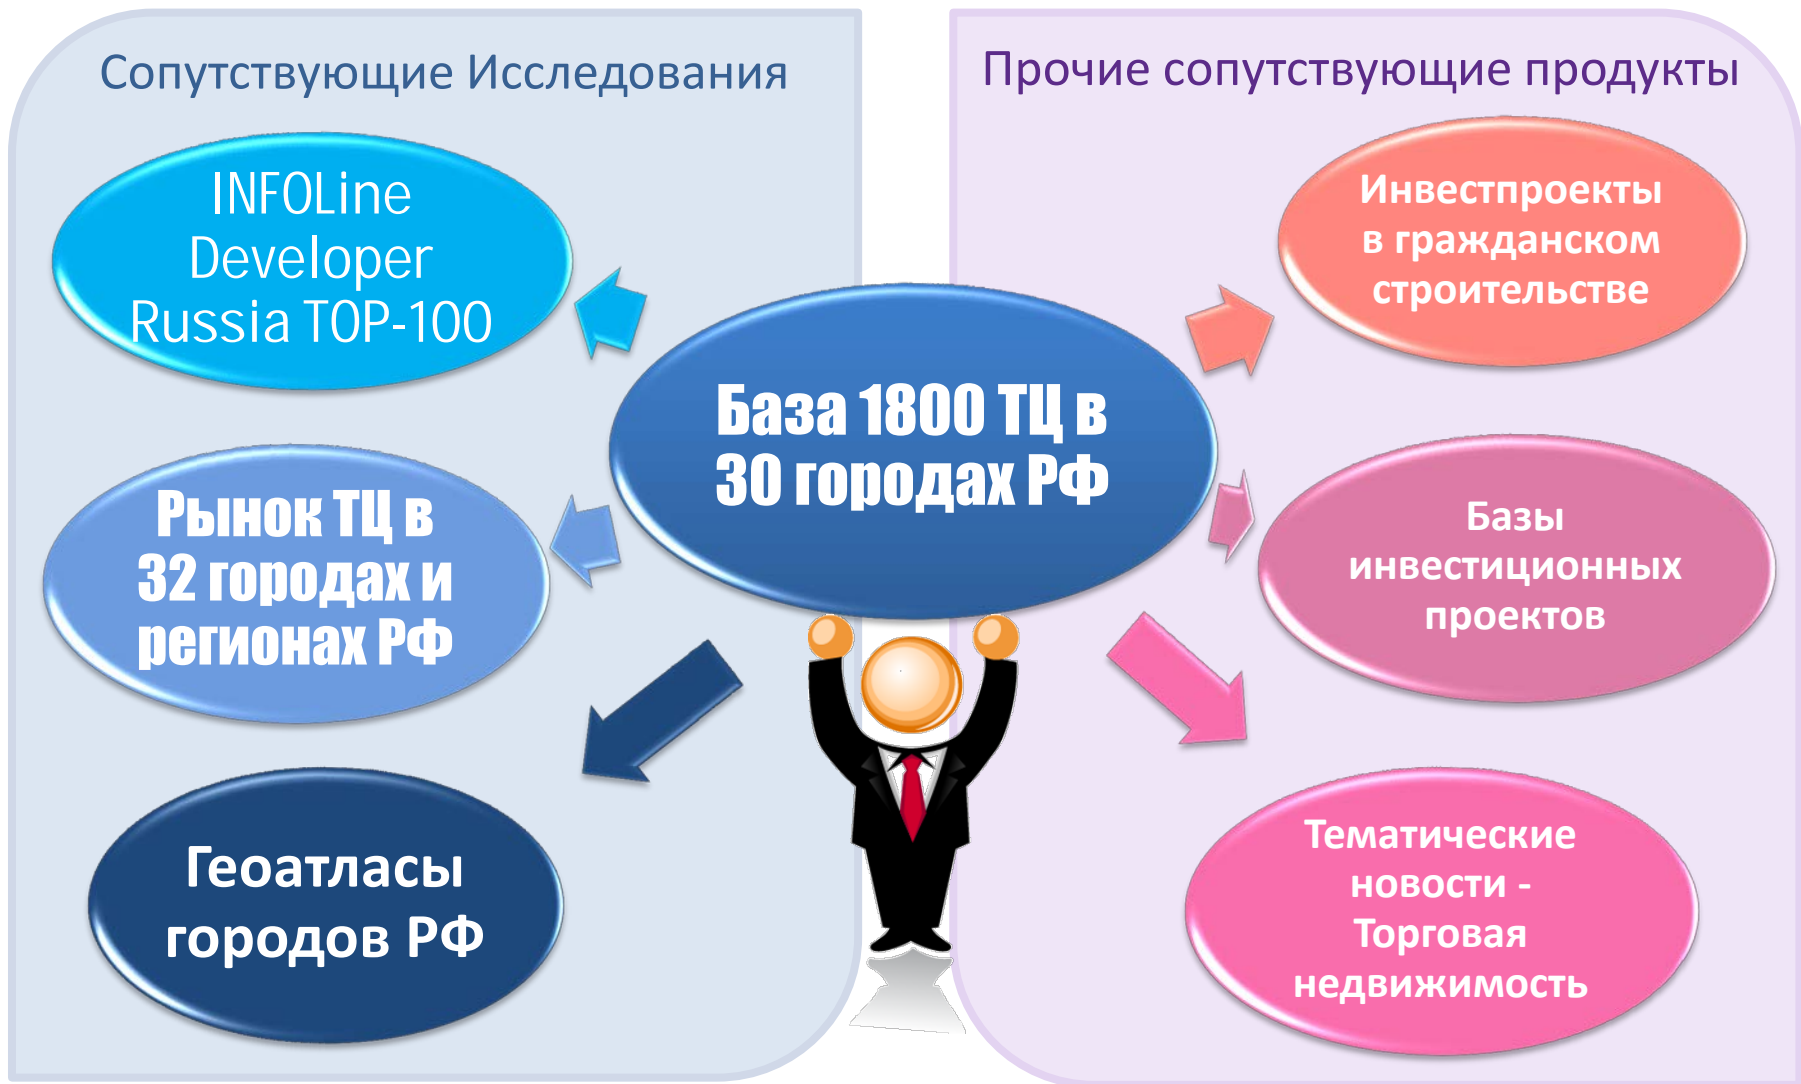 Сопутствующие Исследования
INFOLine
Developer
Russia TOP-100
Рынок ТЦ в
32 городах и
регионах РФ
Геоатласы
городов РФ
База 1800 ТЦ в
30 городах РФ
Прочие сопутствующие продукты
Инвестпроекты
в гражданском
строительстве
Базы
инвестиционных
проектов
Тематические
новости -
Торговая
недвижимость